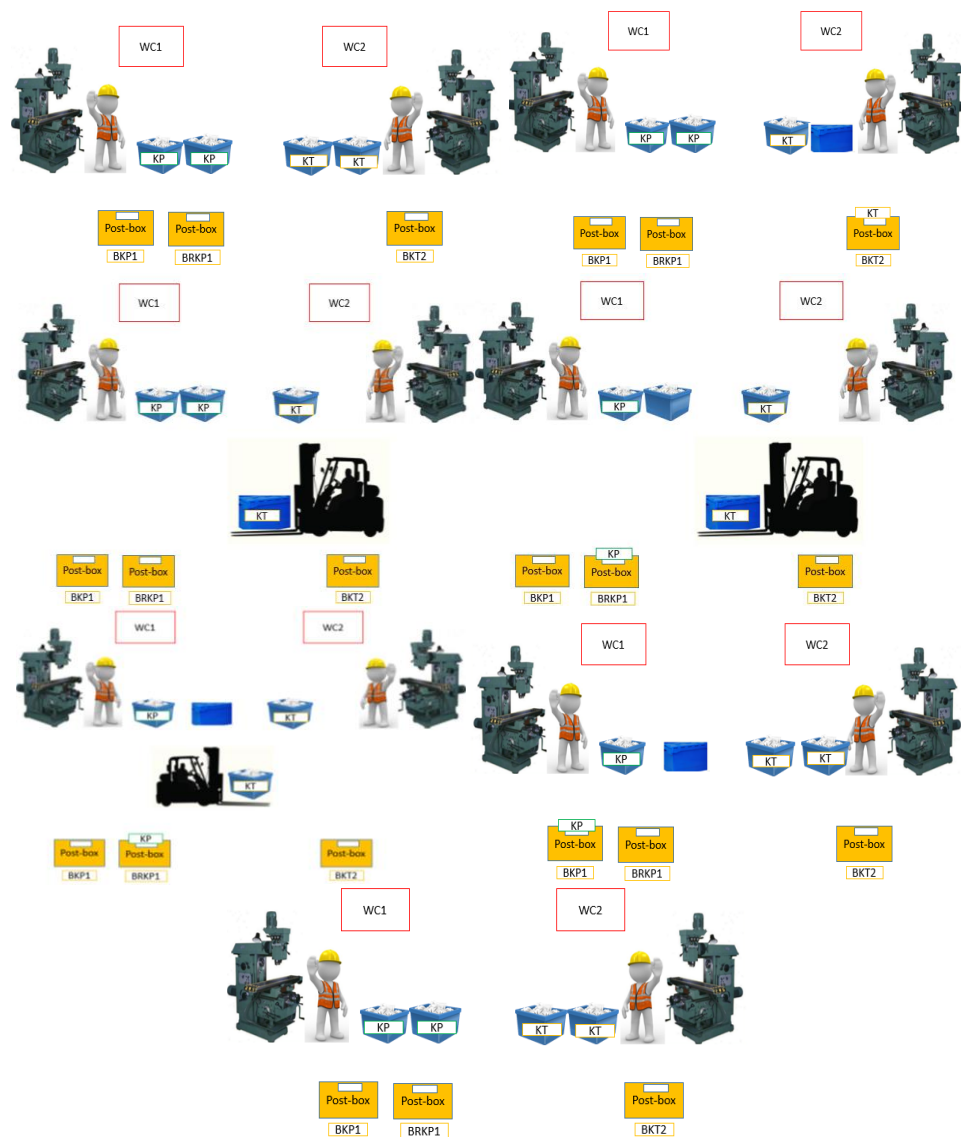 WC1
WC2
KP
KP
KT
KT
Post-box
Post-box
Post-box
BKP1
BRKP1
BKT2
WC1
WC2
KP
KP
KT
KT
Post-box
Post-box
Post-box
BKP1
BRKP1
BKT2
WC1
WC2
KP
KP
KT
KT
Post-box
Post-box
Post-box
BKP1
BRKP1
BKT2
WC1
WC2
KP
KT
KT
KP
Post-box
Post-box
Post-box
BKP1
BRKP1
BKT2
WC1
WC2
KP
KT
KT
KP
Post-box
Post-box
Post-box
BKP1
BRKP1
BKT2
WC1
WC2
KP
KT
KT
KP
Post-box
Post-box
Post-box
BKP1
BRKP1
BKT2
WC1
WC2
KP
KP
KT
KT
Post-box
Post-box
Post-box
BKP1
BRKP1
BKT2